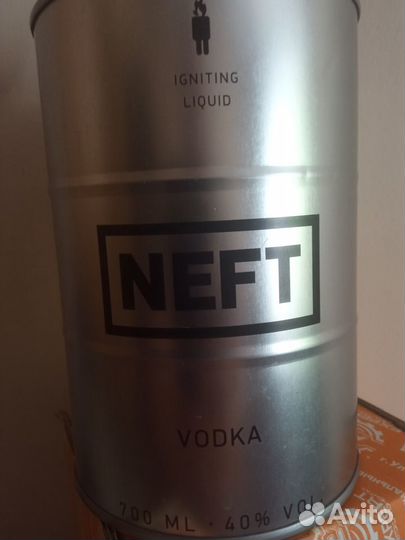 IGNITING
LIQUID
NEFT
VODKA
700 ML · 40% VOL.
Avito